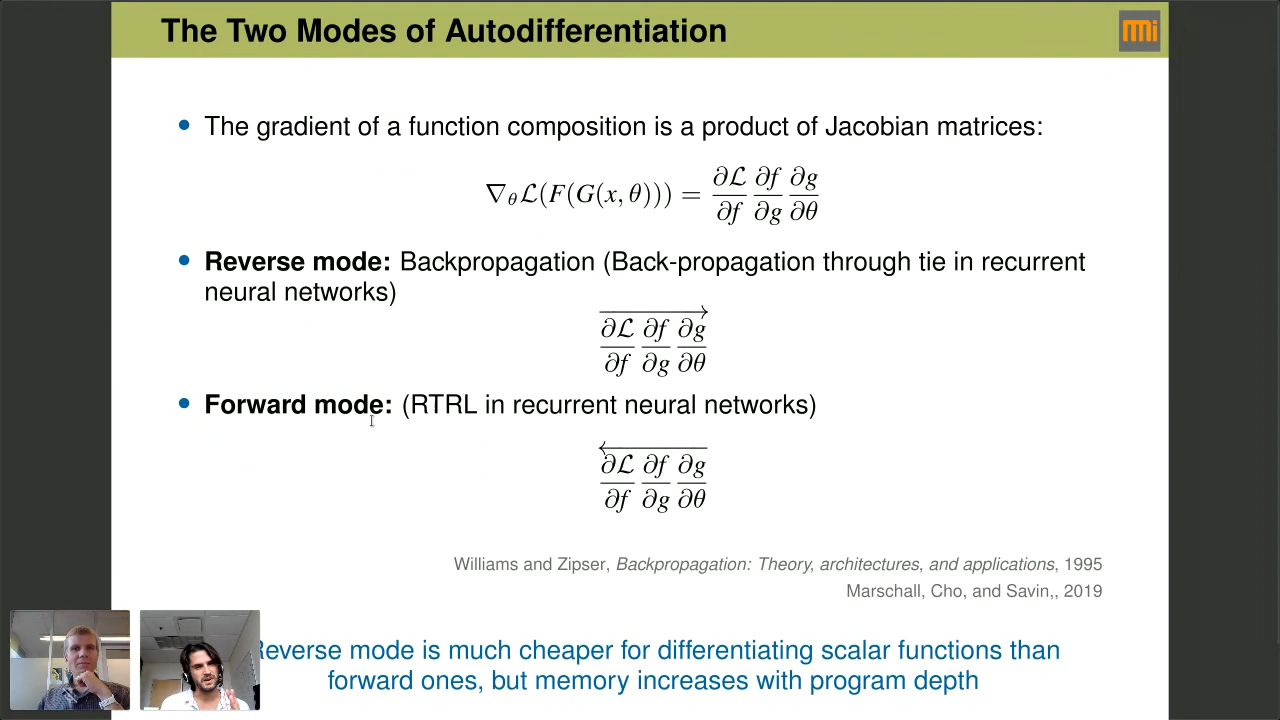 The Two Modes of Autodifferentiation
The gradient of a function composition is a product of Jacobian matrices:
∇θℒ(F(G(x, θ))) = ∂ℒ/∂f ∂f/∂g ∂g/∂θ
Reverse mode: Backpropagation (Back-propagation through tie in recurrent
neural networks)
∂ℒ/∂f ∂f/∂g ∂g/∂θ
Forward mode: (RTRL in recurrent neural networks)
∂ℒ/∂f ∂f/∂g ∂g/∂θ
Williams and Zipser, Backpropagation: Theory, architectures, and applications, 1995
Marschall, Cho, and Savin,, 2019
Reverse mode is much cheaper for differentiating scalar functions than
forward ones, but memory increases with program depth